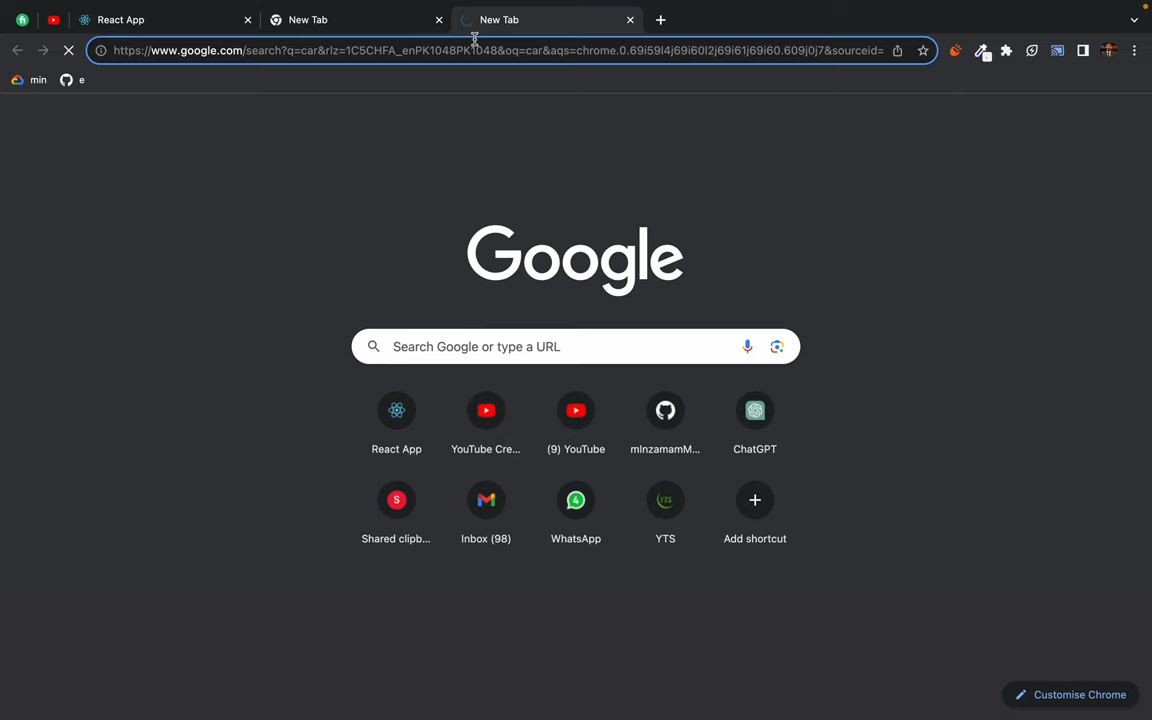 React App
New Tab
New Tab
https://www.google.com/search?q=car&rlz=1C5CHFA_enPK1048PK1048&oq=car&aqs=chrome.0.69i59l4j69i60l2j69i61j69i60.609j0j7&sourceid=
min
e
Google
Search Google or type a URL
React App
YouTube Cre...
(9) YouTube
mInzamamM...
ChatGPT
S
4
YTS
Shared clipb...
Inbox (98)
WhatsApp
YTS
Add shortcut
Customise Chrome